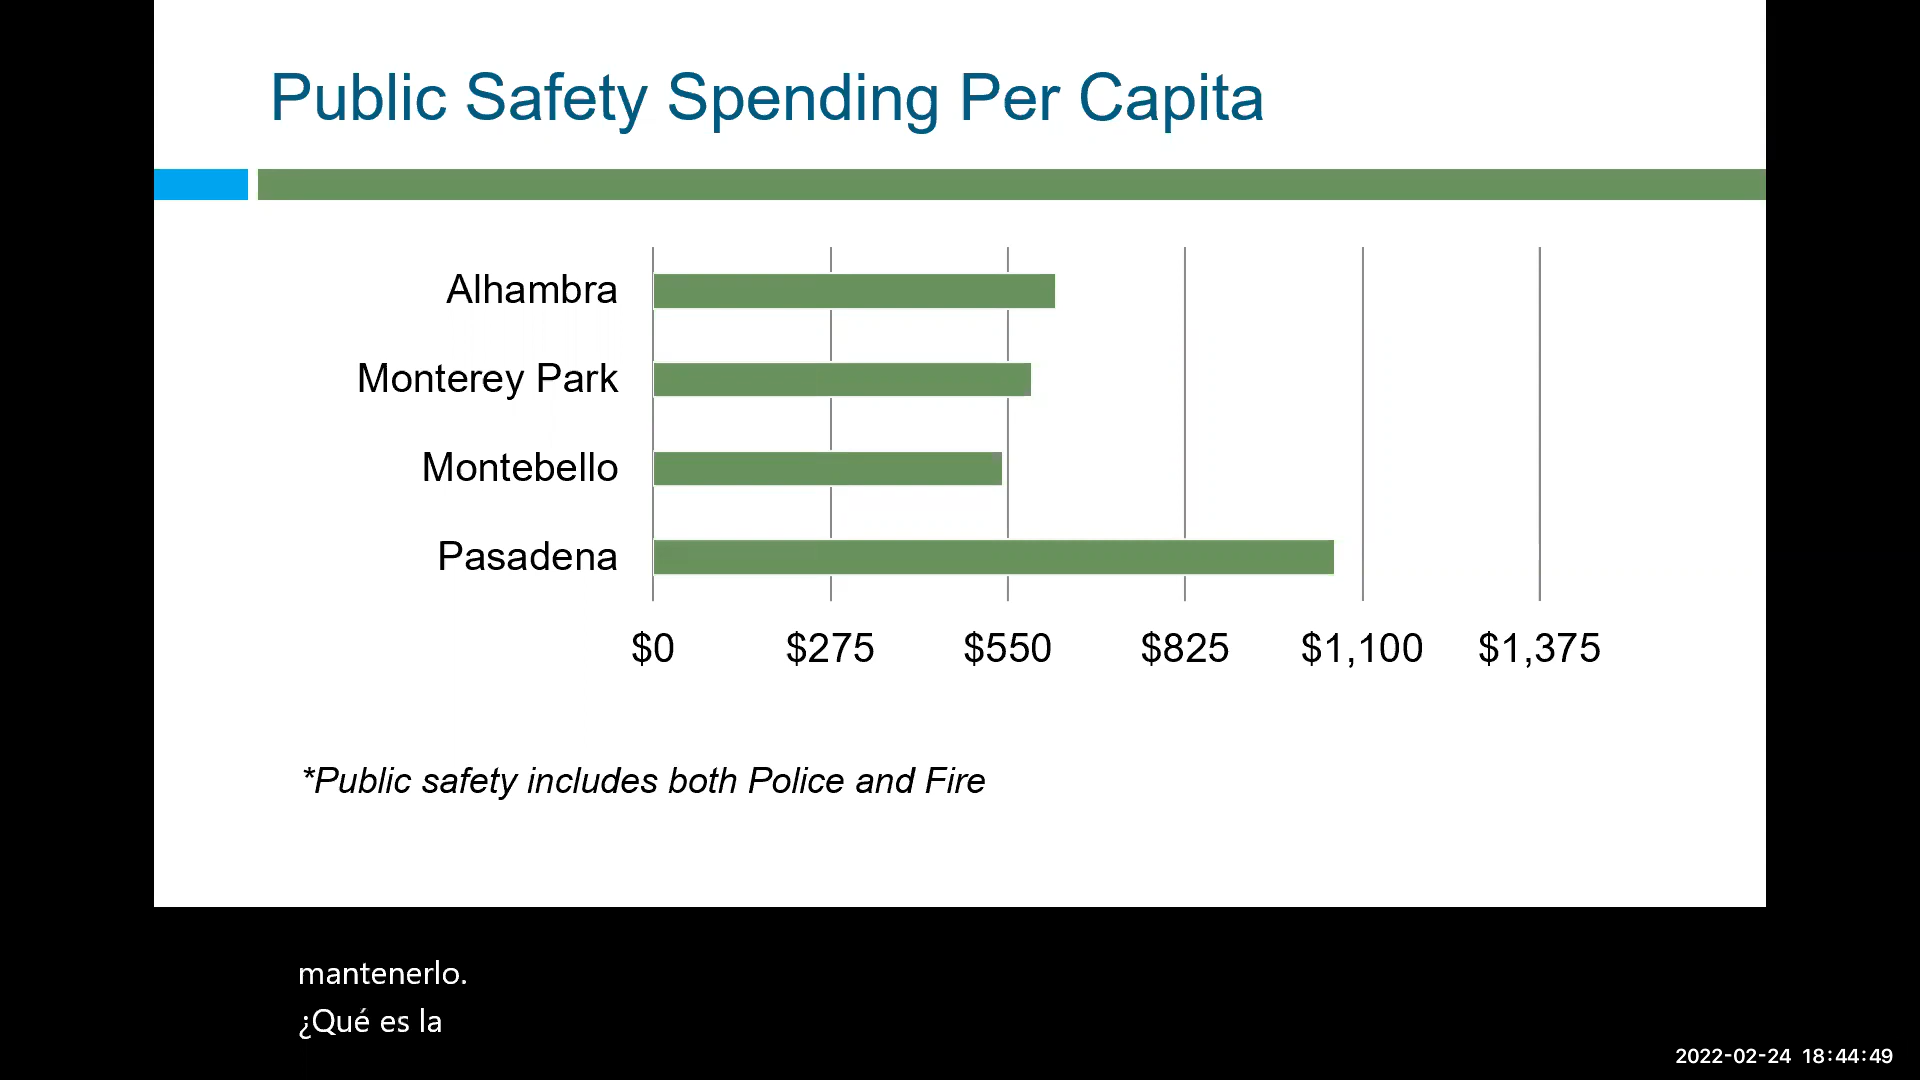 Public Safety Spending Per Capita
Alhambra
Monterey Park
Montebello
Pasadena
$0 $275 $550 $825 $1,100 $1,375
*Public safety includes both Police and Fire
mantenerlo.
¿Qué es la
2022-02-24 18:44:49